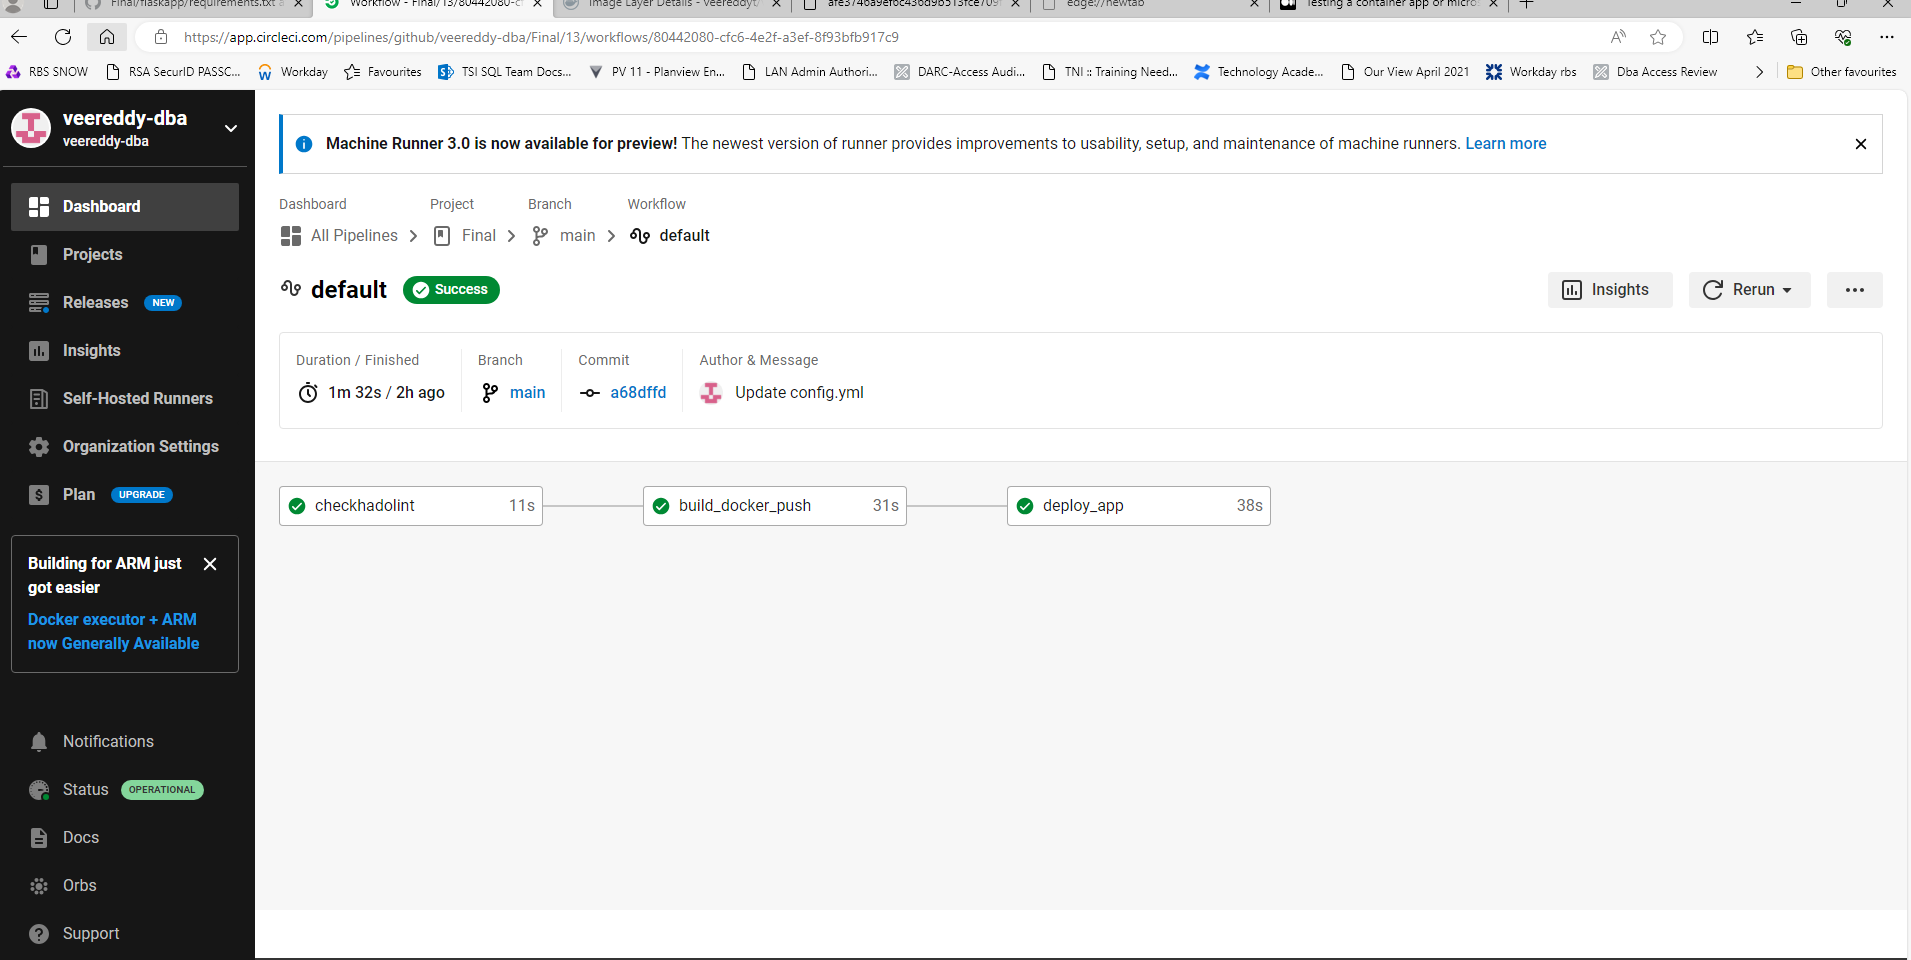 Final/flaskapp/requirements.txt a
Workflow - Final/13/80442080-cf
Image Layer Details - veereddyt/
afe3746a9ef6c436d9b513fce709f
edge://newtab
Testing a container app or micro
https://app.circleci.com/pipelines/github/veereddy-dba/Final/13/workflows/80442080-cfc6-4e2f-a3ef-8f93bfb917c9
RBS SNOW
RSA SecurID PASSC...
Workday
Favourites
TSI SQL Team Docs...
PV 11 - Planview En...
LAN Admin Authori...
DARC-Access Audi...
TNI :: Training Need...
Technology Acade...
Our View April 2021
Workday rbs
Dba Access Review
Other favourites
veereddy-dba
veereddy-dba
Dashboard
Projects
Releases NEW
Insights
Self-Hosted Runners
Organization Settings
Plan UPGRADE
Building for ARM just
got easier
Docker executor + ARM
now Generally Available
Notifications
Status OPERATIONAL
Docs
Orbs
Support
Machine Runner 3.0 is now available for preview! The newest version of runner provides improvements to usability, setup, and maintenance of machine runners. Learn more
Dashboard Project Branch Workflow
All Pipelines Final main default
default Success
Insights Rerun
Duration / Finished Branch Commit Author & Message
1m 32s / 2h ago main a68dffd Update config.yml
checkhadolint 11s build_docker_push 31s deploy_app 38s